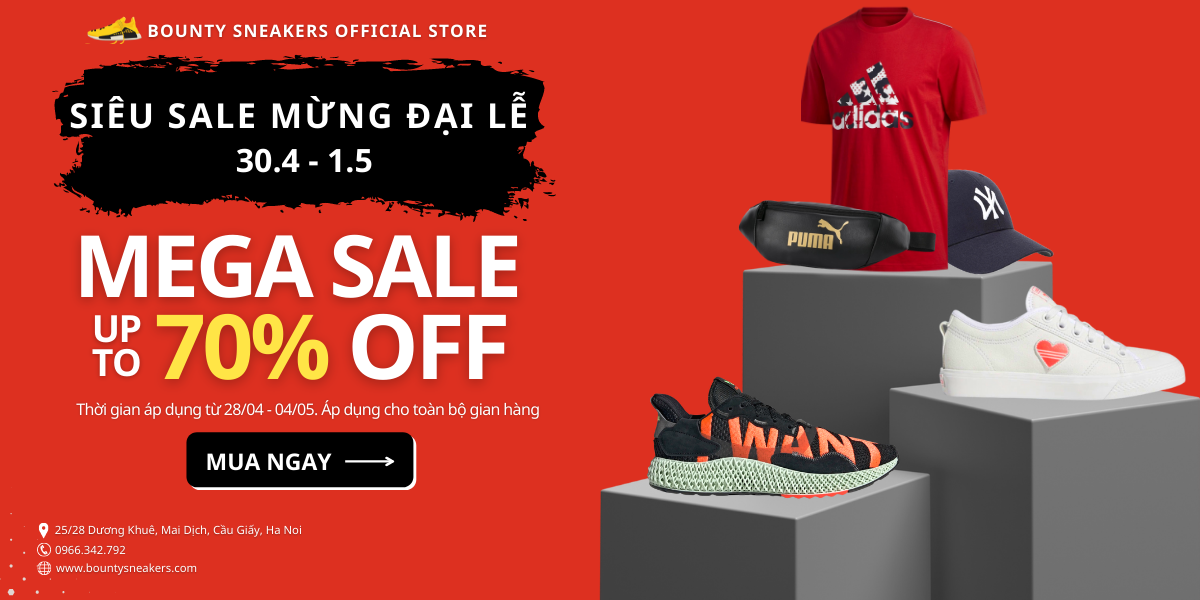 BOUNTY SNEAKERS OFFICIAL STORE
SIÊU SALE MỪNG ĐẠI LỄ
30.4 - 1.5
MEGA SALE
UP TO 70% OFF
Thời gian áp dụng từ 28/04 - 04/05. Áp dụng cho toàn bộ gian hàng
MUA NGAY
25/28 Dương Khuê, Mai Dịch, Cầu Giấy, Ha Noi
0966.342.792
www.bountysneakers.com
adidas
PUMA
NY
I WANT